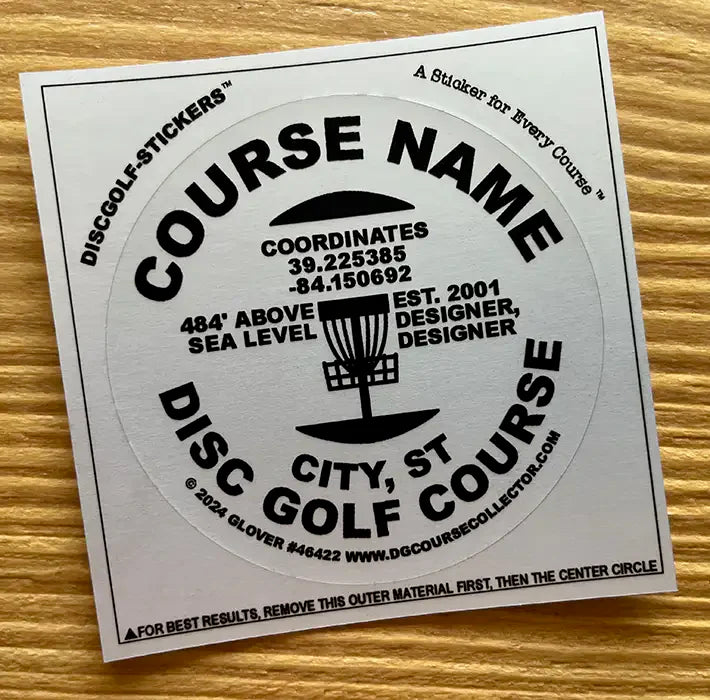 DISCGOLF-STICKERS™
A Sticker for Every Course ™
COURSE NAME
COORDINATES
39.225385
-84.150692
484' ABOVE
SEA LEVEL
EST. 2001
DESIGNER,
DESIGNER
CITY, ST
DISC GOLF COURSE
© 2024 GLOVER #46422 WWW.DGCOURSECOLLECTOR.COM
▲FOR BEST RESULTS, REMOVE THIS OUTER MATERIAL FIRST, THEN THE CENTER CIRCLE